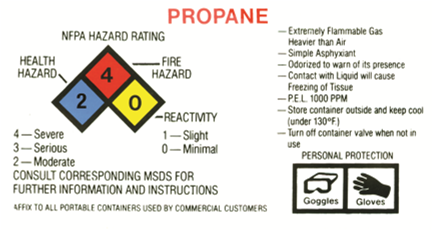 PROPANE
NFPA HAZARD RATING
HEALTH
HAZARD
FIRE
HAZARD
4
2
0
REACTIVITY
4 — Severe
3 — Serious
2 — Moderate
1 — Slight
0 — Minimal
CONSULT CORRESPONDING MSDS FOR
FURTHER INFORMATION AND INSTRUCTIONS
AFFIX TO ALL PORTABLE CONTAINERS USED BY COMMERCIAL CUSTOMERS
— Extremely Flammable Gas
Heavier than Air
— Simple Asphyxiant
— Odorized to warn of its presence
— Contact with Liquid will cause
Freezing of Tissue
— P.E.L. 1000 PPM
— Store container outside and keep cool
(under 130°F.)
— Turn off container valve when not in
use
PERSONAL PROTECTION
Goggles
Gloves